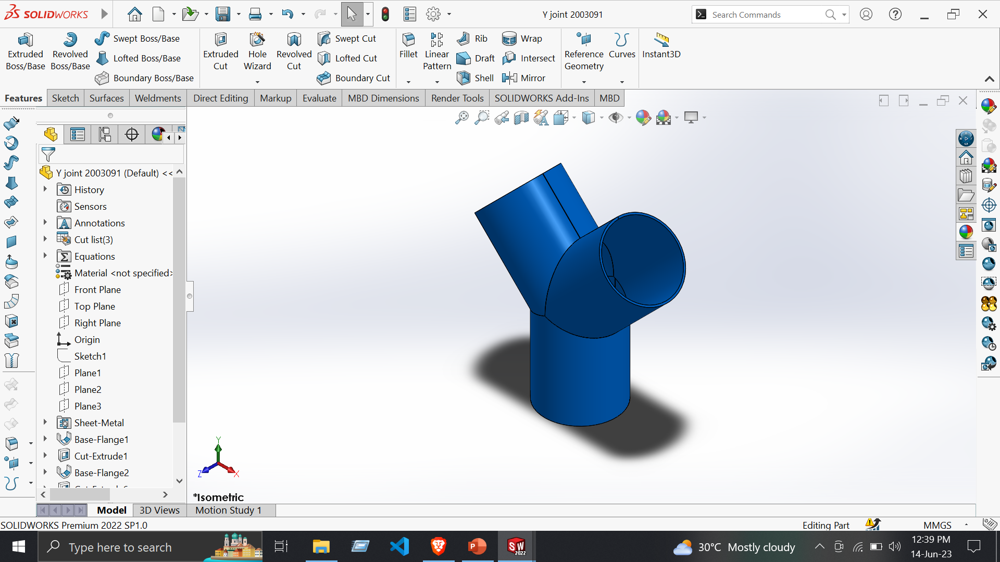 SOLIDWORKS
Y joint 2003091
Search Commands
Extruded Boss/Base
Revolved Boss/Base
Swept Boss/Base
Lofted Boss/Base
Boundary Boss/Base
Extruded Cut
Hole Wizard
Revolved Cut
Swept Cut
Lofted Cut
Boundary Cut
Fillet
Linear Pattern
Rib
Draft
Shell
Wrap
Intersect
Mirror
Reference Geometry
Curves
Instant3D
Features
Sketch
Surfaces
Weldments
Direct Editing
Markup
Evaluate
MBD Dimensions
Render Tools
SOLIDWORKS Add-Ins
MBD
Y joint 2003091 (Default) <<
History
Sensors
Annotations
Cut list(3)
Equations
Material <not specified>
Front Plane
Top Plane
Right Plane
Origin
Sketch1
Plane1
Plane2
Plane3
Sheet-Metal
Base-Flange1
Cut-Extrude1
Base-Flange2
Y
Z
X
*Isometric
Model
3D Views
Motion Study 1
SOLIDWORKS Premium 2022 SP1.0
Editing Part
MMGS
Type here to search
SW
2022
30°C Mostly cloudy
12:39 PM
14-Jun-23